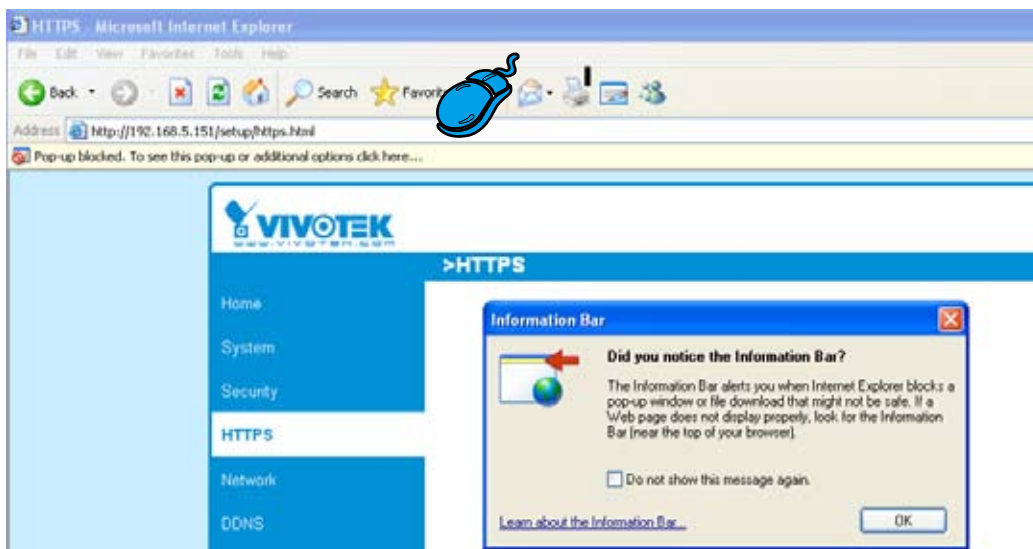 HTTPS - Microsoft Internet Explorer
File Edit View Favorites Tools Help
Back Search Favorites
Address http://192.168.5.151/setup/https.html
Pop-up blocked. To see this pop-up or additional options click here...
VIVOTEK
www.vivotek.com
>HTTPS
Home
System
Security
HTTPS
Network
DDNS
Information Bar
Did you notice the Information Bar?
The Information Bar alerts you when Internet Explorer blocks a
pop-up window or file download that might not be safe. If a
Web page does not display properly, look for the Information
Bar (near the top of your browser).
Do not show this message again.
Learn about the Information Bar...
OK